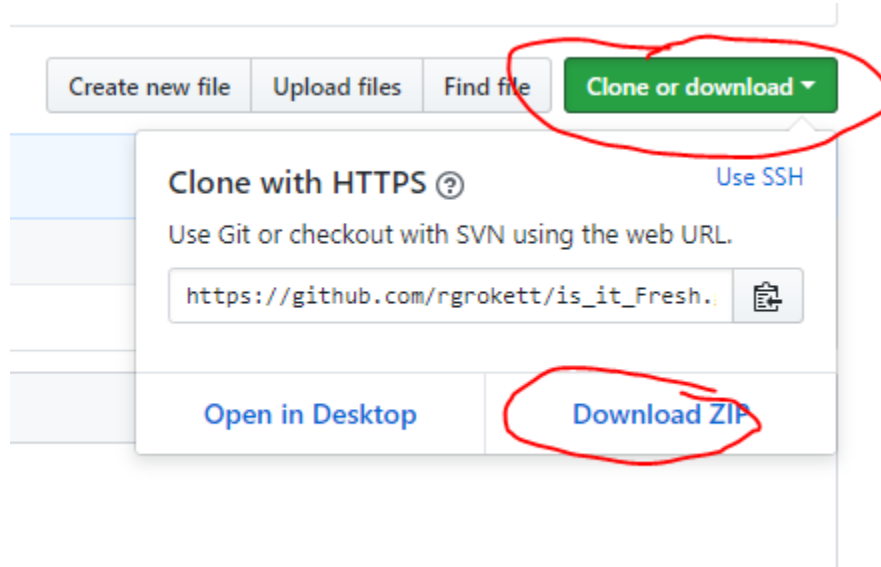 Create new file Upload files Find file Clone or download
Clone with HTTPS Use SSH
Use Git or checkout with SVN using the web URL.
https://github.com/rgrokett/is_it_Fresh.
Open in Desktop Download ZIP